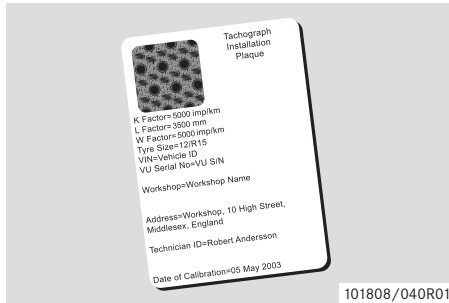 Tachograph
Installation
Plaque
K Factor=5000 imp/km
L Factor=3500 mm
W Factor=5000 imp/km
Tyre Size=12/R15
VIN=Vehicle ID
VU Serial No=VU S/N
Workshop=Workshop Name
Address=Workshop, 10 High Street,
Middlesex, England
Technician ID=Robert Andersson
Date of Calibration=05 May 2003
101808/040R01